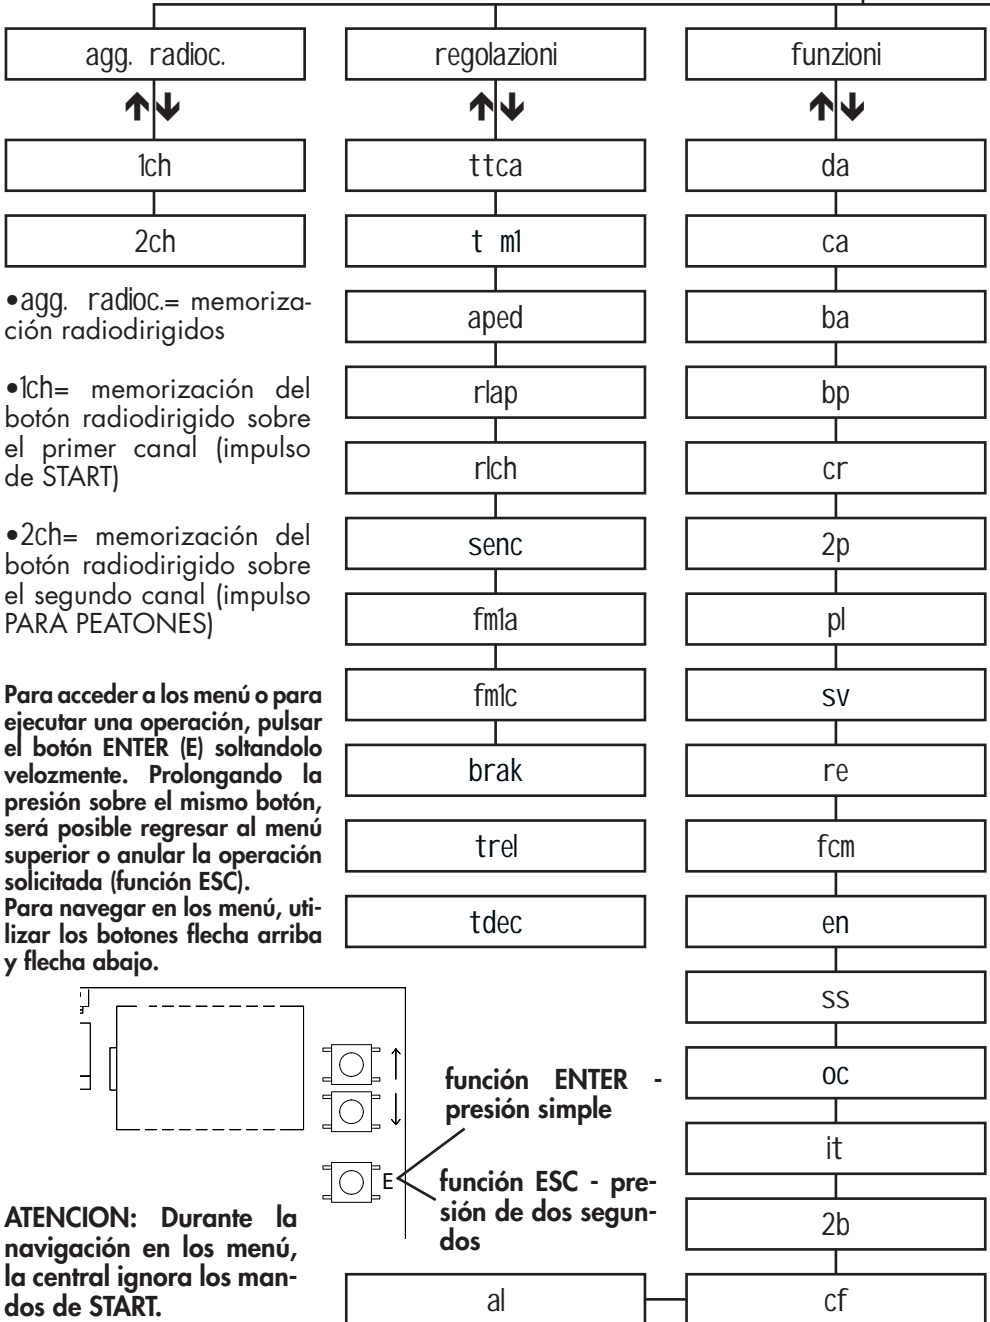 agg. radioc.
1ch
2ch
•agg. radioc.= memoriza-
ción radiodirigidos
•1ch= memorización del
botón radiodirigido sobre
el primer canal (impulso
de START)
•2ch= memorización del
botón radiodirigido sobre
el segundo canal (impulso
PARA PEATONES)
Para acceder a los menú o para
ejecutar una operación, pulsar
el botón ENTER (E) soltandolo
velozmente. Prolongando la
presión sobre el mismo botón,
será posible regresar al menú
superior o anular la operación
solicitada (función ESC).
Para navegar en los menú, uti-
lizar los botones flecha arriba
y flecha abajo.
regolazioni
ttca
t m1
aped
rlap
rlch
senc
fm1a
fm1c
brak
trel
tdec
funzioni
da
ca
ba
bp
cr
2p
pl
sv
re
fcm
en
ss
oc
it
2b
cf
al
E
función ENTER -
presión simple
función ESC - pre-
sión de dos segun-
dos
ATENCION: Durante la
navigación en los menú,
la central ignora los man-
dos de START.